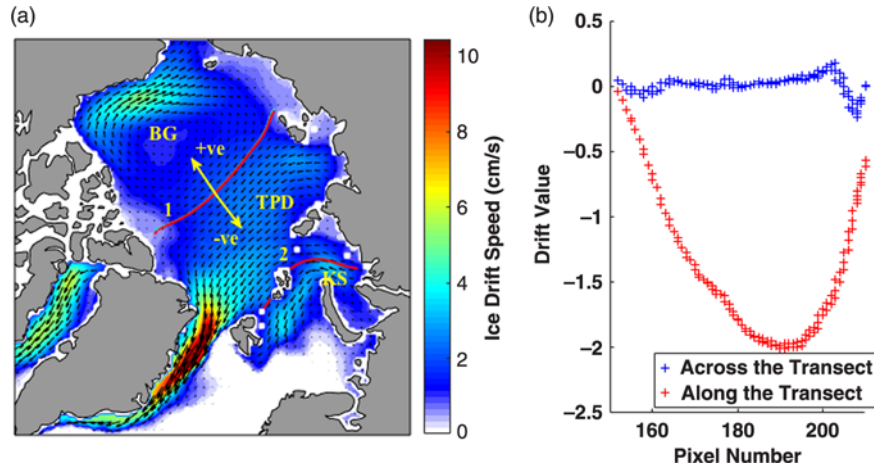 (a)
BG
+ve
1
TPD
-ve
2
KS
10
8
6
4
2
0
Ice Drift Speed (cm/s)
(b)
0.5
0
−0.5
−1
−1.5
−2
−2.5
Drift Value
Across the Transect
Along the Transect
160 180 200
Pixel Number